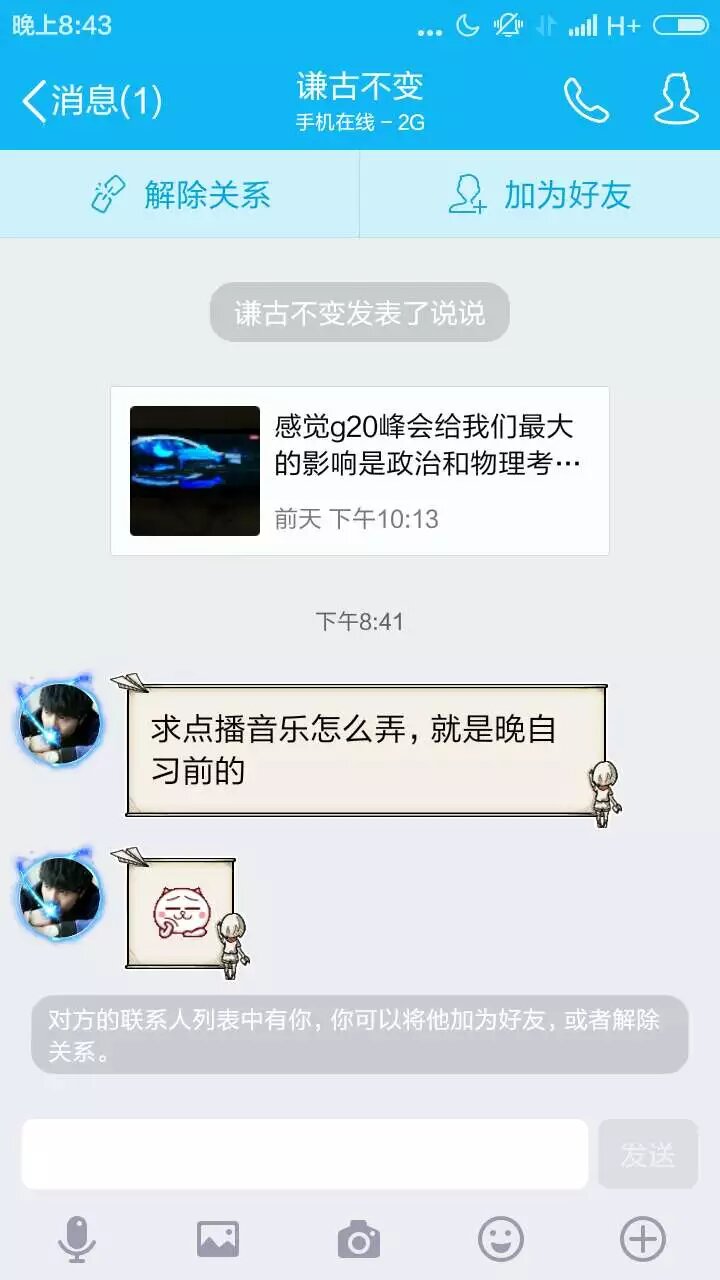 晚上8:43
H+
消息(1)
谦古不变
手机在线 - 2G
解除关系
加为好友
谦古不变发表了说说
感觉g20峰会给我们最大
的影响是政治和物理考…
前天 下午10:13
下午8:41
求点播音乐怎么弄，就是晚自
习前的
对方的联系人列表中有你，你可以将他加为好友，或者解除
关系。
发送